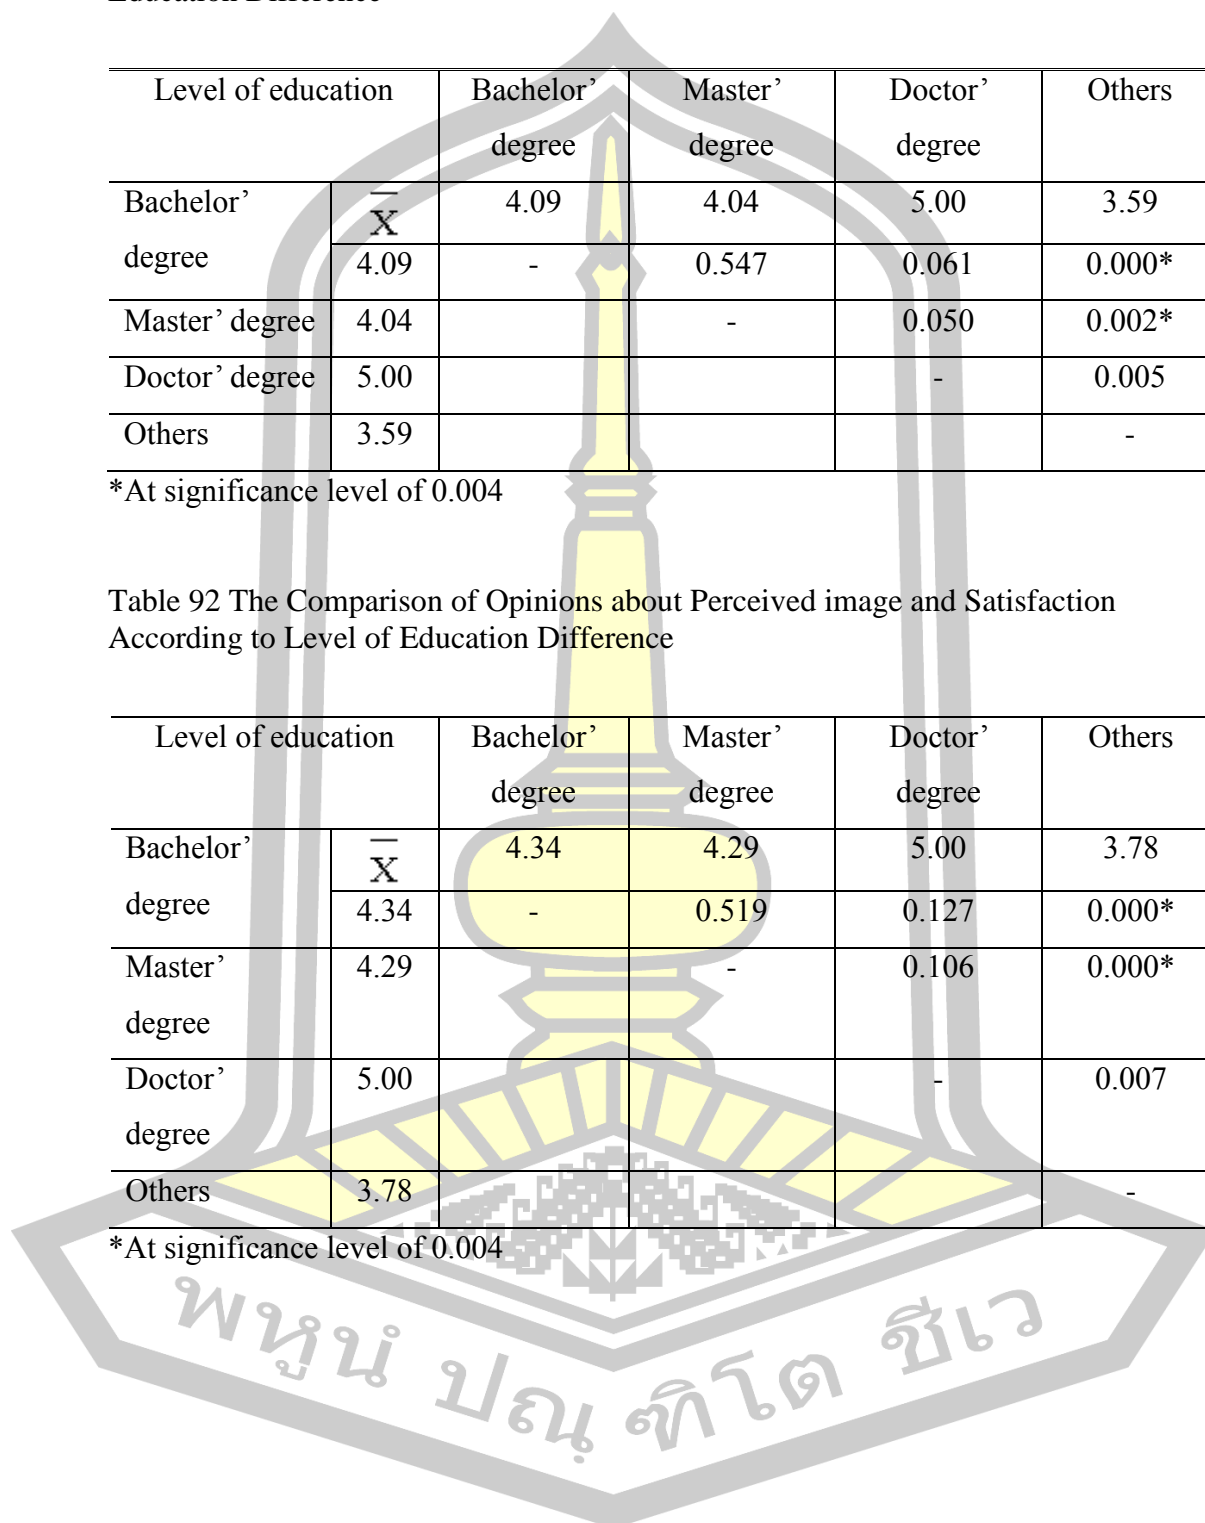 Education Difference
Level of education Bachelor’ Master’ Doctor’ Others
degree degree degree
Bachelor’ X̄ 4.09 4.04 5.00 3.59
degree 4.09 - 0.547 0.061 0.000*
Master’ degree 4.04 - 0.050 0.002*
Doctor’ degree 5.00 - 0.005
Others 3.59 -
*At significance level of 0.004
Table 92 The Comparison of Opinions about Perceived image and Satisfaction
According to Level of Education Difference
Level of education Bachelor’ Master’ Doctor’ Others
degree degree degree
Bachelor’ X̄ 4.34 4.29 5.00 3.78
degree 4.34 - 0.519 0.127 0.000*
Master’ 4.29 - 0.106 0.000*
degree
Doctor’ 5.00 - 0.007
degree
Others 3.78 -
*At significance level of 0.004
พหูนํ ปณฺฑิโต ชีเว